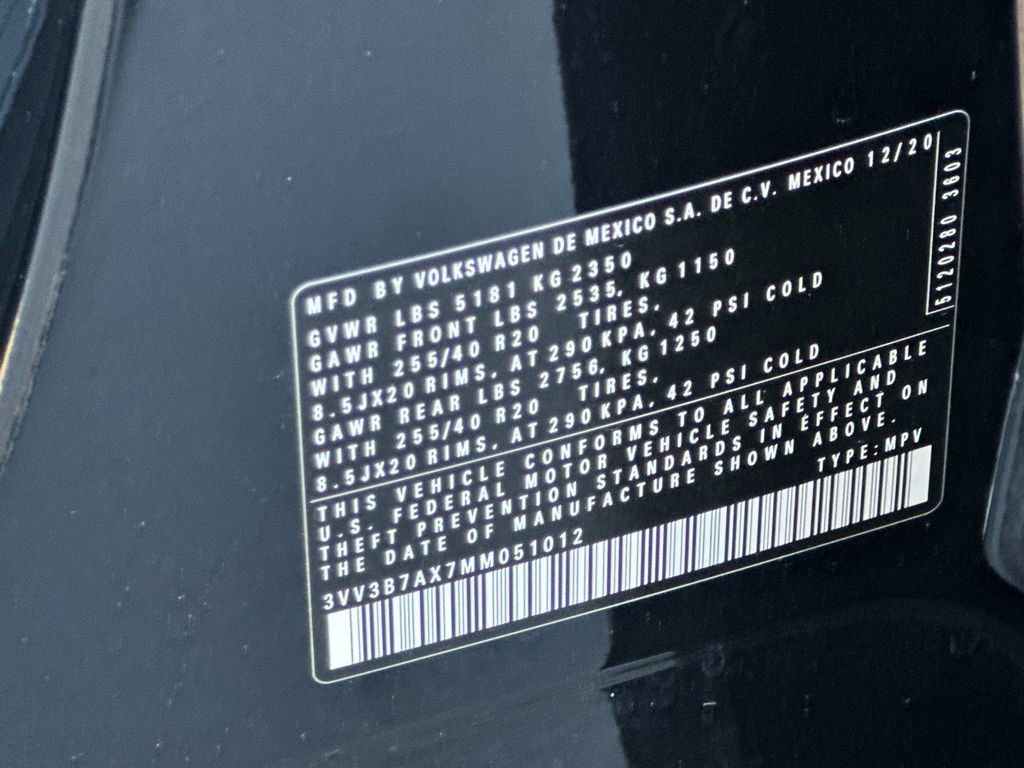 MFD BY VOLKSWAGEN DE MEXICO S.A. DE C.V. MEXICO 12/20
GVWR LBS 5181 KG 2350
GAWR FRONT LBS 2535, KG 1150
WITH 255/40 R20 TIRES,
8.5JX20 RIMS, AT 290 KPA, 42 PSI COLD
GAWR REAR LBS 2756, KG 1250
WITH 255/40 R20 TIRES,
8.5JX20 RIMS, AT 290 KPA, 42 PSI COLD
5120280 3603
THIS VEHICLE CONFORMS TO ALL APPLICABLE
U.S. FEDERAL MOTOR VEHICLE SAFETY AND
THEFT PREVENTION STANDARDS IN EFFECT ON
THE DATE OF MANUFACTURE SHOWN ABOVE.
3VV3B7AX7MM051012 TYPE: MPV